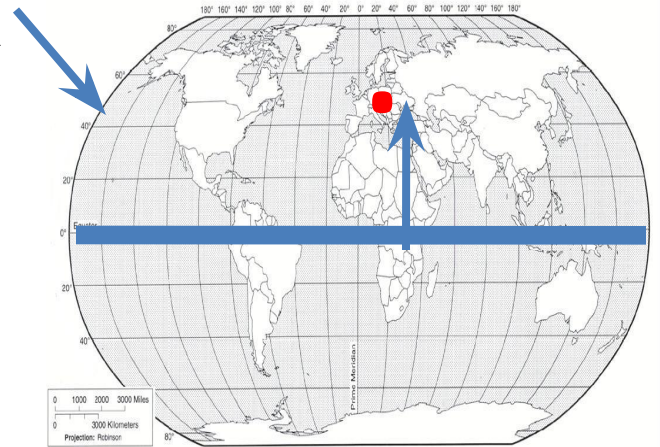 180° 160° 140° 120° 100° 80° 60° 40° 20° 0° 20° 40° 60° 80° 100° 120° 140° 160° 180°
80°
60°
40°
20°
Equator
0°
20°
40°
Prime Meridian
0 1000 2000 3000 Miles
0 3000 Kilometers
Projection: Robinson
80°